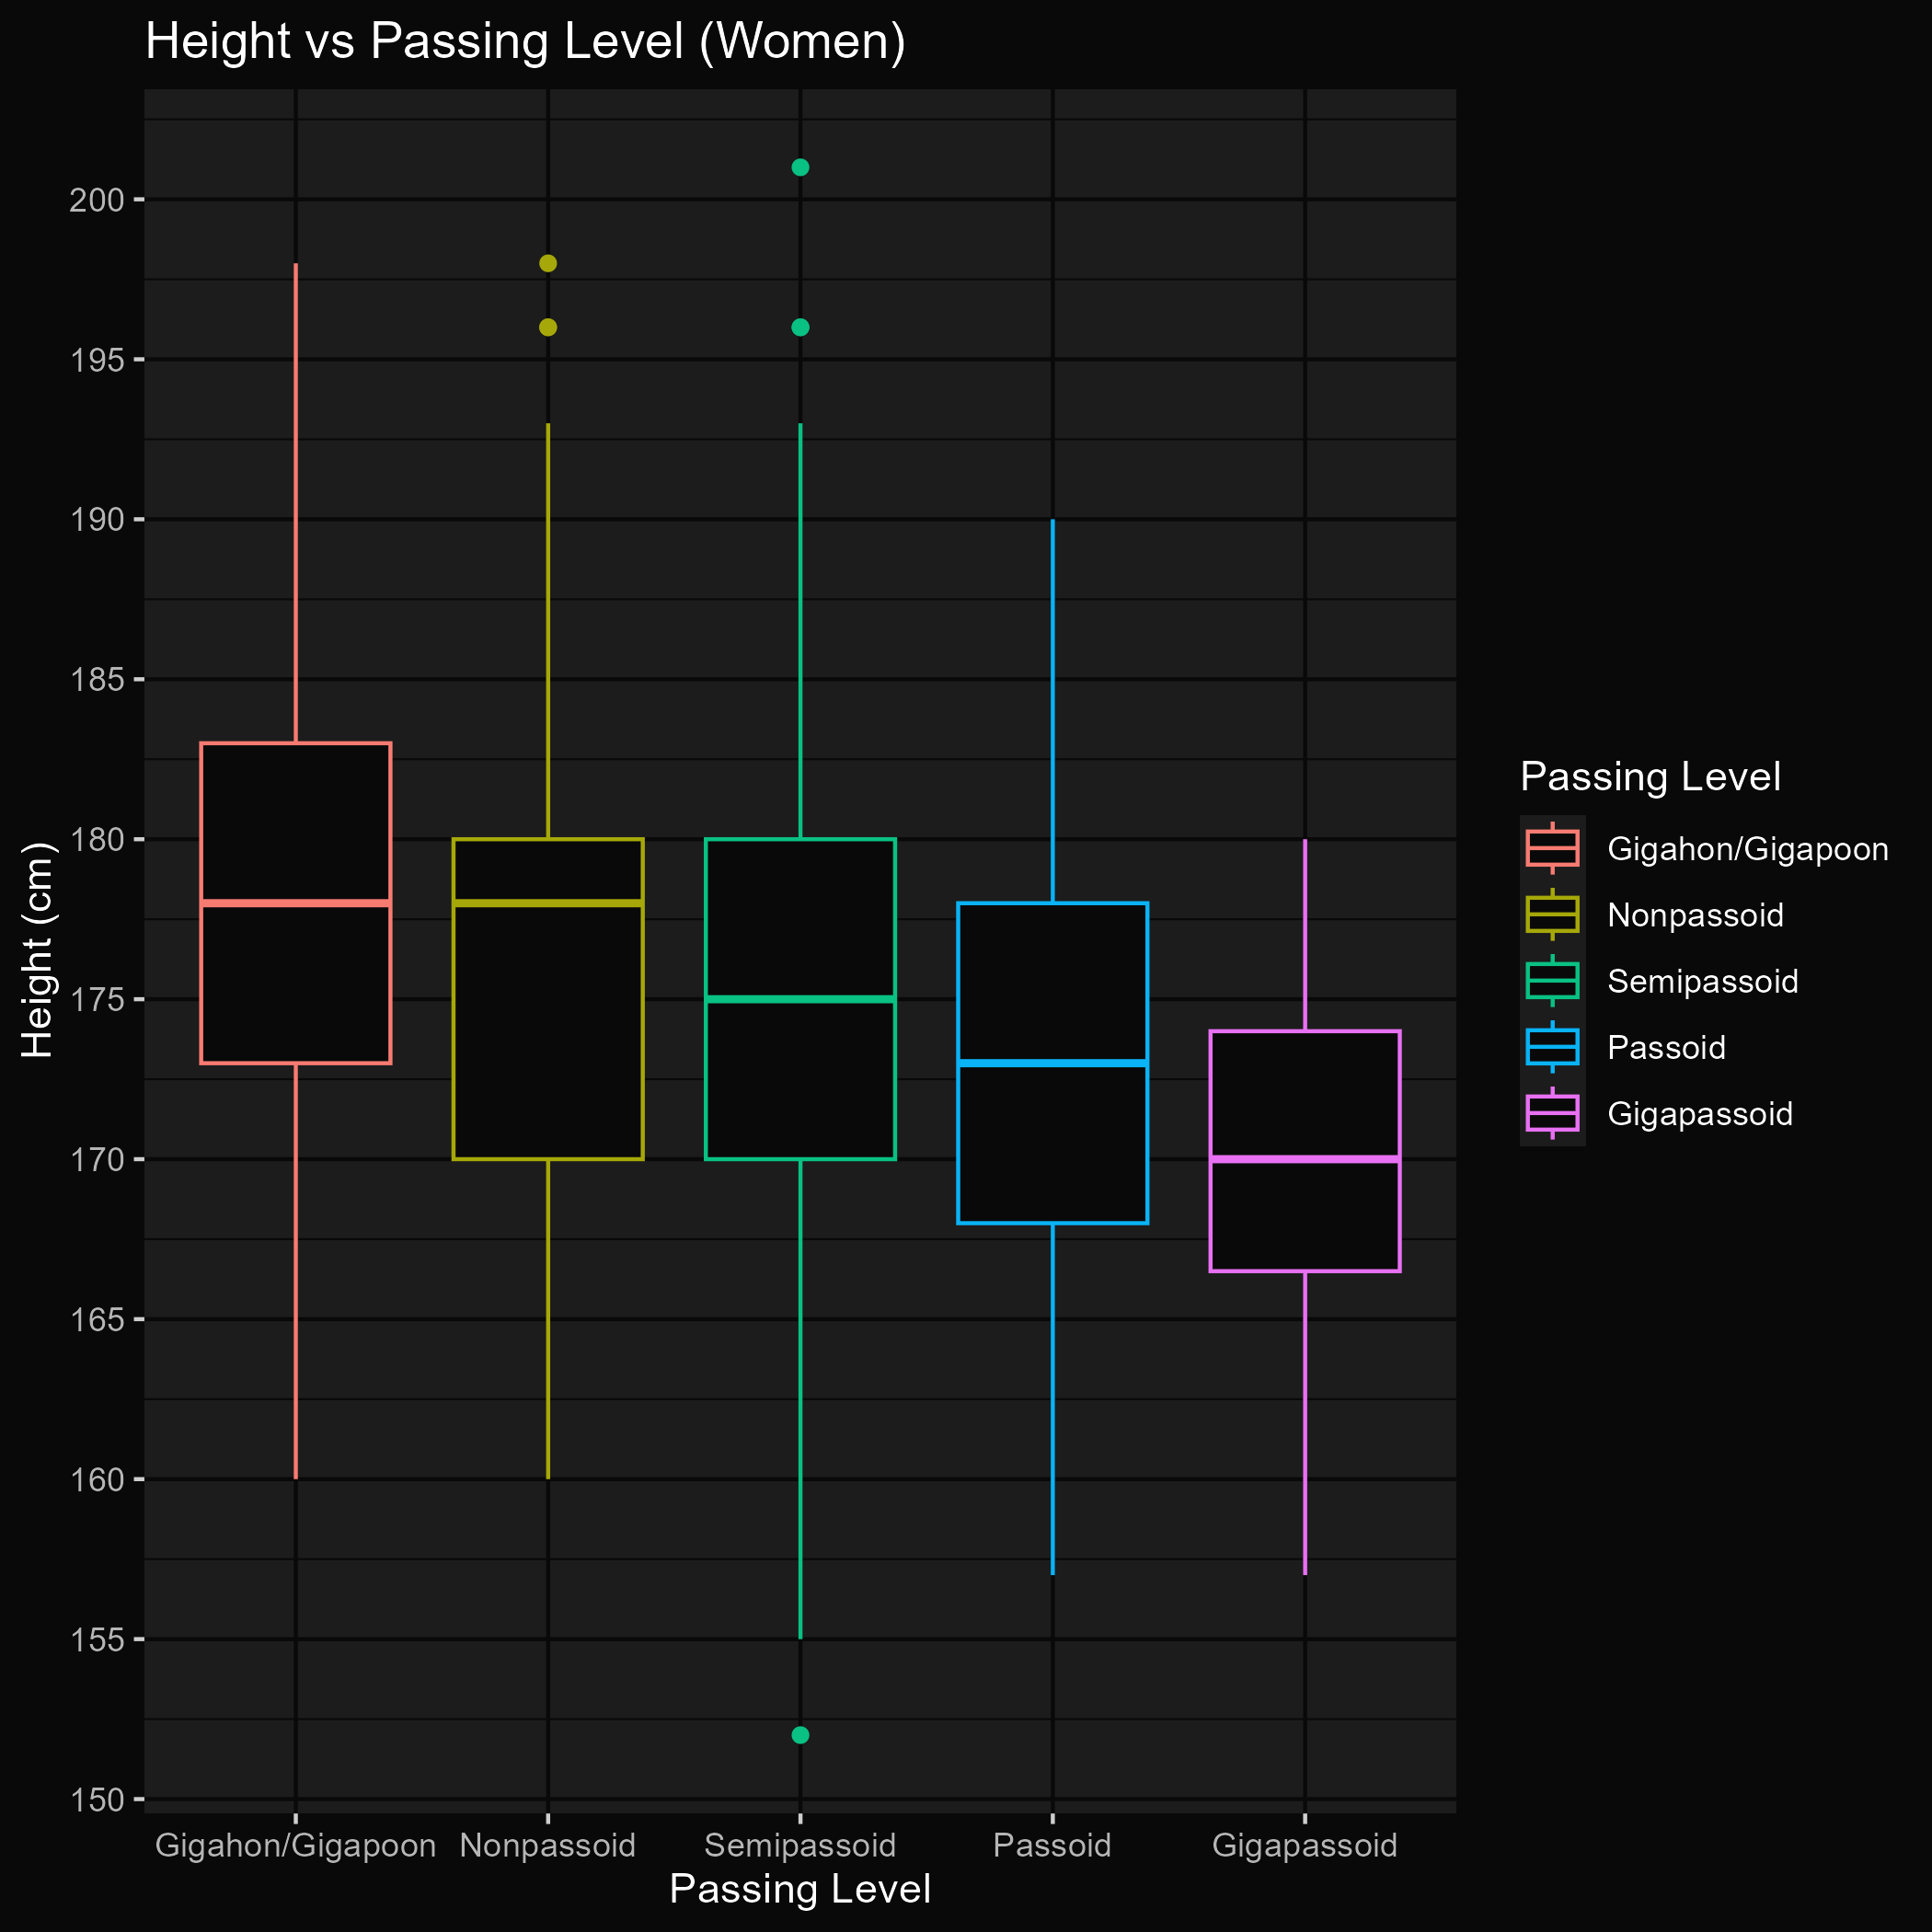 Height vs Passing Level (Women)
Height (cm)
200
195
190
185
180
175
170
165
160
155
150
Gigahon/Gigapoon Nonpassoid Semipassoid Passoid Gigapassoid
Passing Level
Passing Level
Gigahon/Gigapoon
Nonpassoid
Semipassoid
Passoid
Gigapassoid